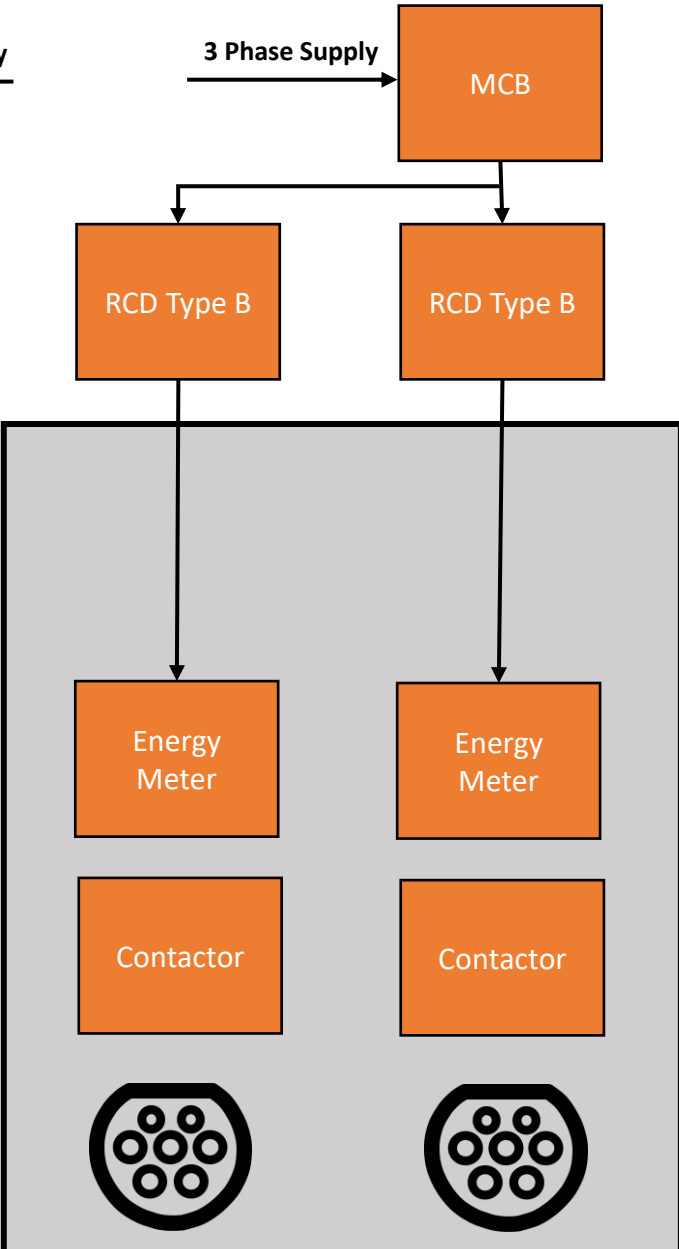 3 Phase Supply
MCB
RCD Type B
RCD Type B
Energy
Meter
Energy
Meter
Contactor
Contactor